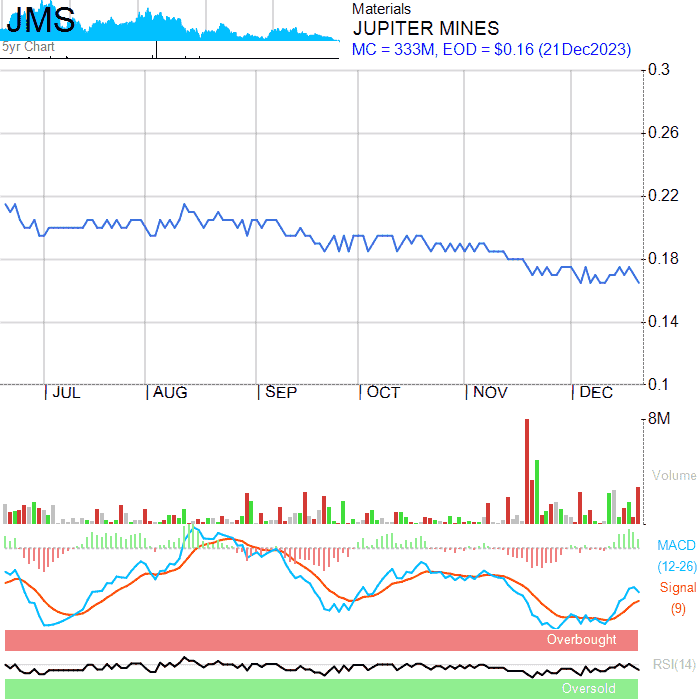 JMS
5yr Chart
Materials
JUPITER MINES
MC = 333M, EOD = $0.16 (21Dec2023)
0.3
0.26
0.22
0.18
0.14
0.1
JUL
AUG
SEP
OCT
NOV
DEC
8M
Volume
MACD
(12-26)
Signal
(9)
Overbought
RSI(14)
Oversold